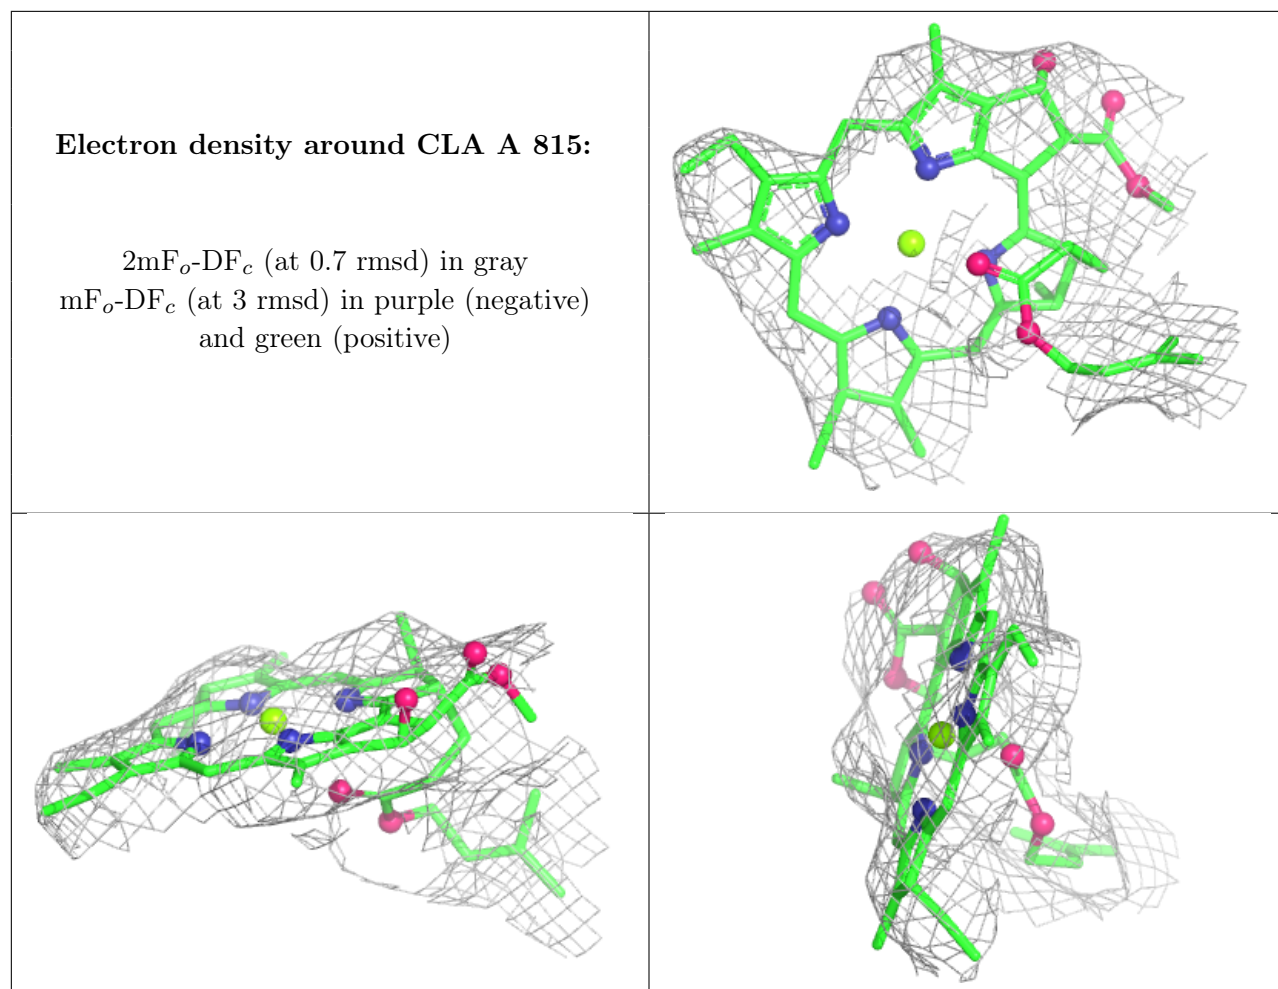 Electron density around CLA A 815:
2mFo-DFc (at 0.7 rmsd) in gray
mFo-DFc (at 3 rmsd) in purple (negative)
and green (positive)